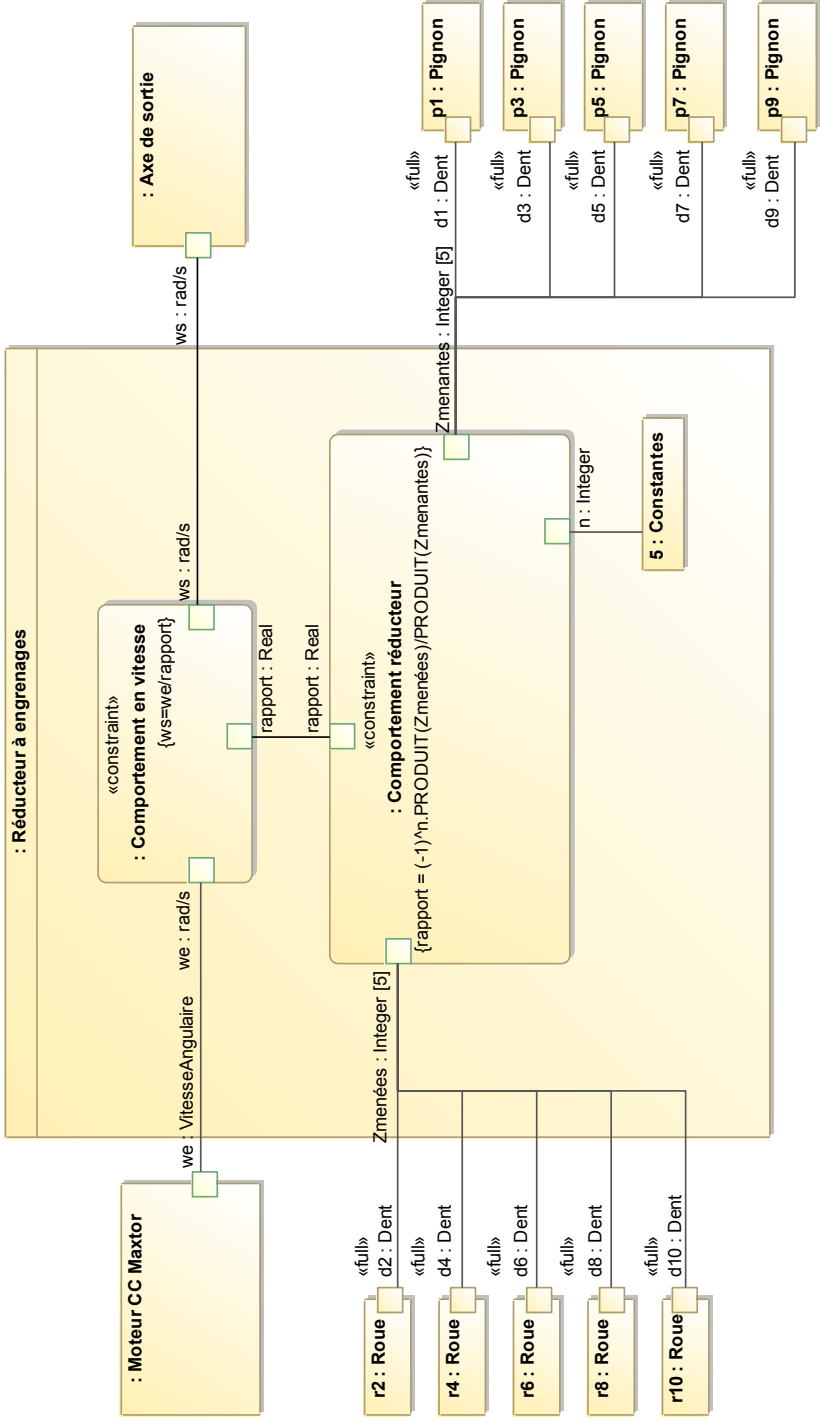 : Réducteur à engrenages
: Moteur CC Maxtor
we : VitesseAngulaire
we : rad/s
«constraint»
: Comportement en vitesse
{ws=we/rapport}
ws : rad/s
ws : rad/s
: Axe de sortie
rapport : Real
rapport : Real
«constraint»
: Comportement réducteur
{rapport = (-1)^n.PRODUIT(Zmenées)/PRODUIT(Zmenantes)}
Zmenées : Integer [5]
Zmenantes : Integer [5]
n : Integer
5 : Constantes
«full»
d2 : Dent
r2 : Roue
«full»
d4 : Dent
r4 : Roue
«full»
d6 : Dent
r6 : Roue
«full»
d8 : Dent
r8 : Roue
«full»
d10 : Dent
r10 : Roue
«full»
d1 : Dent
p1 : Pignon
«full»
d3 : Dent
p3 : Pignon
«full»
d5 : Dent
p5 : Pignon
«full»
d7 : Dent
p7 : Pignon
«full»
d9 : Dent
p9 : Pignon